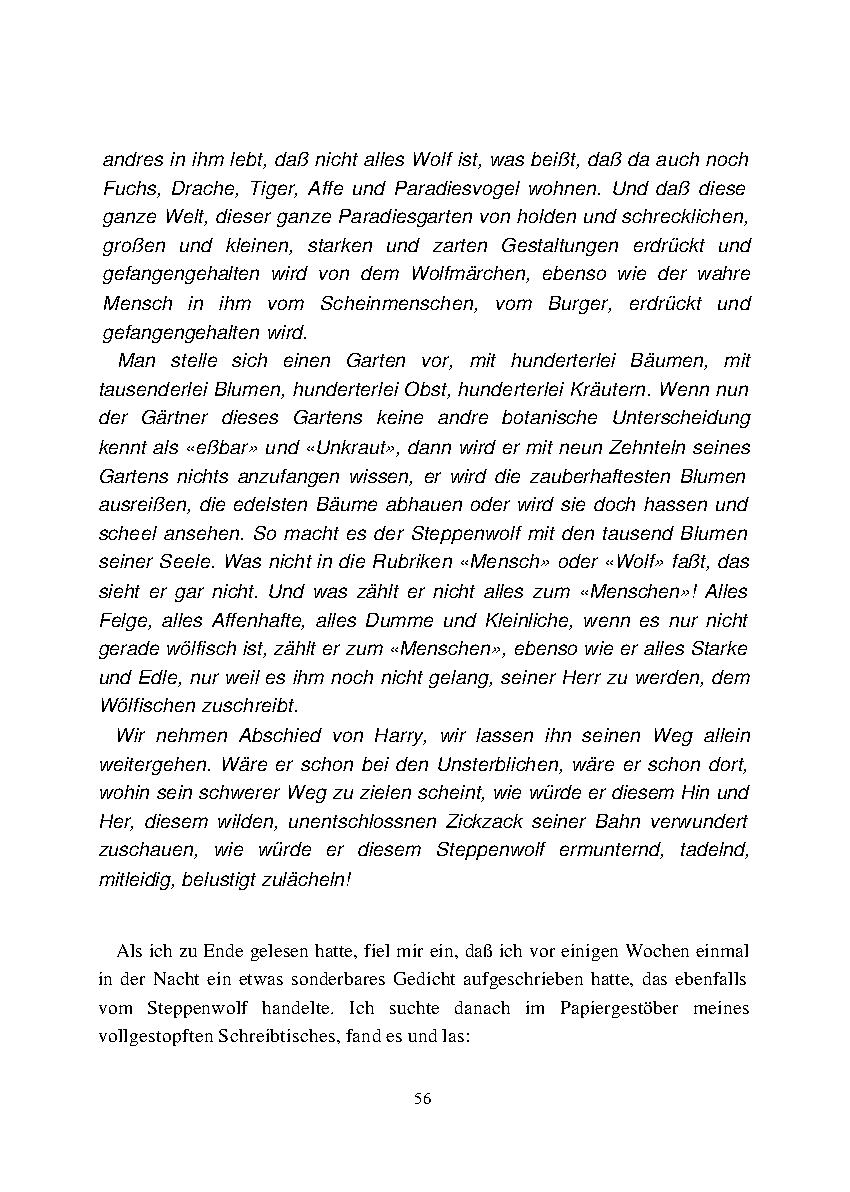 andres in ihm lebt, daß nicht alles Wolf ist, was beißt, daß da auch noch
Fuchs, Drache, Tiger, Affe und Paradiesvogel wohnen. Und daß diese
ganze Welt, dieser ganze Paradiesgarten von holden und schrecklichen,
großen und kleinen, starken und zarten Gestaltungen erdrückt und
gefangengehalten wird von dem Wolfmärchen, ebenso wie der wahre
Mensch in ihm vom Scheinmenschen, vom Burger, erdrückt und
gefangengehalten wird.
Man stelle sich einen Garten vor, mit hunderterlei Bäumen, mit
tausenderlei Blumen, hunderterlei Obst, hunderterlei Kräutern. Wenn nun
der Gärtner dieses Gartens keine andre botanische Unterscheidung
kennt als «eßbar» und «Unkraut», dann wird er mit neun Zehnteln seines
Gartens nichts anzufangen wissen, er wird die zauberhaftesten Blumen
ausreißen, die edelsten Bäume abhauen oder wird sie doch hassen und
scheel ansehen. So macht es der Steppenwolf mit den tausend Blumen
seiner Seele. Was nicht in die Rubriken «Mensch» oder «Wolf» faßt, das
sieht er gar nicht. Und was zählt er nicht alles zum «Menschen»! Alles
Felge, alles Affenhafte, alles Dumme und Kleinliche, wenn es nur nicht
gerade wölfisch ist, zählt er zum «Menschen», ebenso wie er alles Starke
und Edle, nur weil es ihm noch nicht gelang, seiner Herr zu werden, dem
Wölfischen zuschreibt.
Wir nehmen Abschied von Harry, wir lassen ihn seinen Weg allein
weitergehen. Wäre er schon bei den Unsterblichen, wäre er schon dort,
wohin sein schwerer Weg zu zielen scheint, wie würde er diesem Hin und
Her, diesem wilden, unentschlossnen Zickzack seiner Bahn verwundert
zuschauen, wie würde er diesem Steppenwolf ermunternd, tadelnd,
mitleidig, belustigt zulächeln!
Als ich zu Ende gelesen hatte, fiel mir ein, daß ich vor einigen Wochen einmal
in der Nacht ein etwas sonderbares Gedicht aufgeschrieben hatte, das ebenfalls
vom Steppenwolf handelte. Ich suchte danach im Papiergestöber meines
vollgestopften Schreibtisches, fand es und las:
56